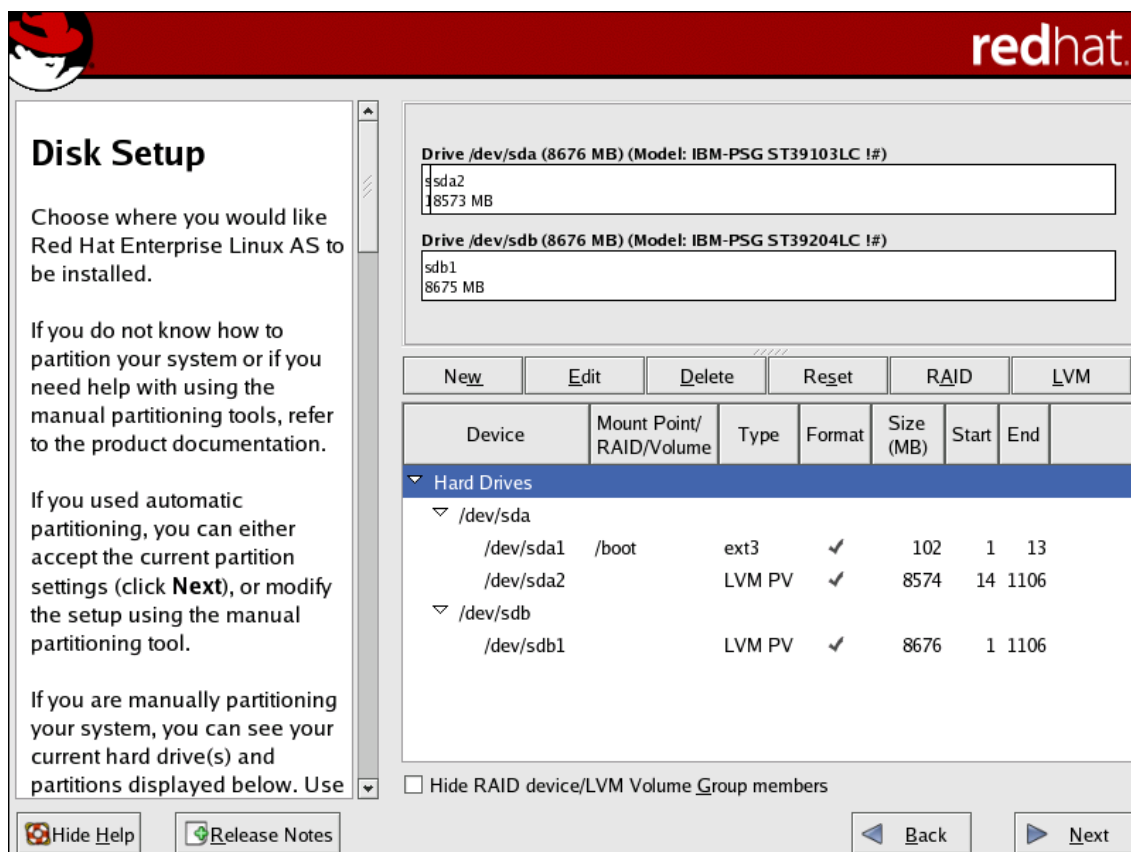 redhat.
Disk Setup
Choose where you would like
Red Hat Enterprise Linux AS to
be installed.
If you do not know how to
partition your system or if you
need help with using the
manual partitioning tools, refer
to the product documentation.
If you used automatic
partitioning, you can either
accept the current partition
settings (click Next), or modify
the setup using the manual
partitioning tool.
If you are manually partitioning
your system, you can see your
current hard drive(s) and
partitions displayed below. Use
Drive /dev/sda (8676 MB) (Model: IBM-PSG ST39103LC !#)
s sda2
1 8573 MB
Drive /dev/sdb (8676 MB) (Model: IBM-PSG ST39204LC !#)
sdb1
8675 MB
New Edit Delete Reset RAID LVM
Device Mount Point/ RAID/Volume Type Format Size (MB) Start End
Hard Drives
/dev/sda
/dev/sda1 /boot ext3 102 1 13
/dev/sda2 LVM PV 8574 14 1106
/dev/sdb
/dev/sdb1 LVM PV 8676 1 1106
Hide RAID device/LVM Volume Group members
Hide Help Release Notes Back Next